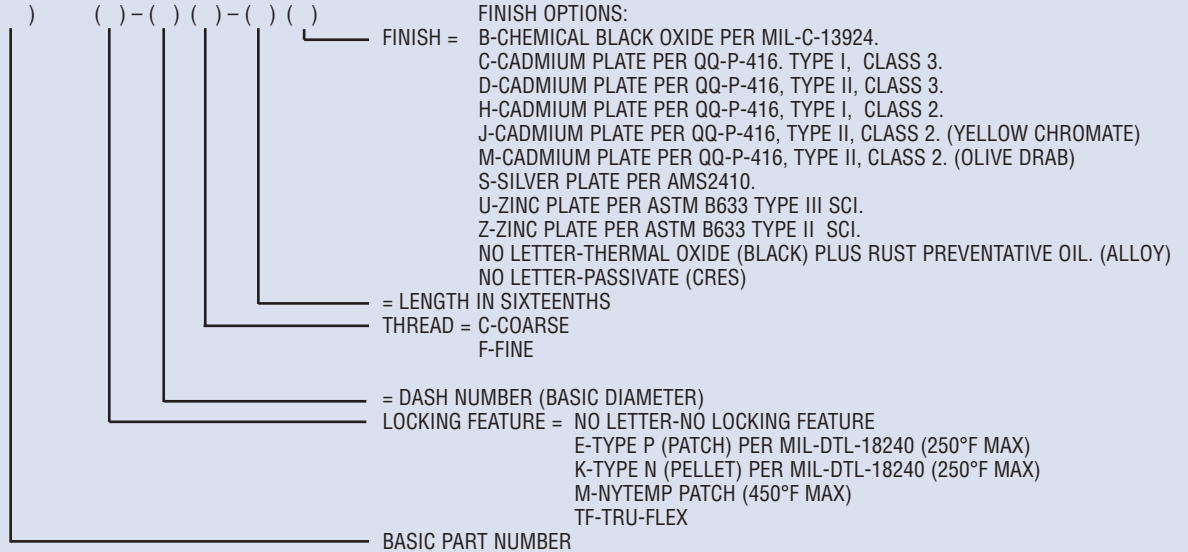 ) ( ) – ( ) ( ) – ( ) ( ) FINISH OPTIONS:
FINISH = B-CHEMICAL BLACK OXIDE PER MIL-C-13924.
C-CADMIUM PLATE PER QQ-P-416. TYPE I, CLASS 3.
D-CADMIUM PLATE PER QQ-P-416, TYPE II, CLASS 3.
H-CADMIUM PLATE PER QQ-P-416, TYPE I, CLASS 2.
J-CADMIUM PLATE PER QQ-P-416, TYPE II, CLASS 2. (YELLOW CHROMATE)
M-CADMIUM PLATE PER QQ-P-416, TYPE II, CLASS 2. (OLIVE DRAB)
S-SILVER PLATE PER AMS2410.
U-ZINC PLATE PER ASTM B633 TYPE III SCI.
Z-ZINC PLATE PER ASTM B633 TYPE II SCI.
NO LETTER-THERMAL OXIDE (BLACK) PLUS RUST PREVENTATIVE OIL. (ALLOY)
NO LETTER-PASSIVATE (CRES)
= LENGTH IN SIXTEENTHS
THREAD = C-COARSE
F-FINE
= DASH NUMBER (BASIC DIAMETER)
LOCKING FEATURE = NO LETTER-NO LOCKING FEATURE
E-TYPE P (PATCH) PER MIL-DTL-18240 (250°F MAX)
K-TYPE N (PELLET) PER MIL-DTL-18240 (250°F MAX)
M-NYTEMP PATCH (450°F MAX)
TF-TRU-FLEX
BASIC PART NUMBER